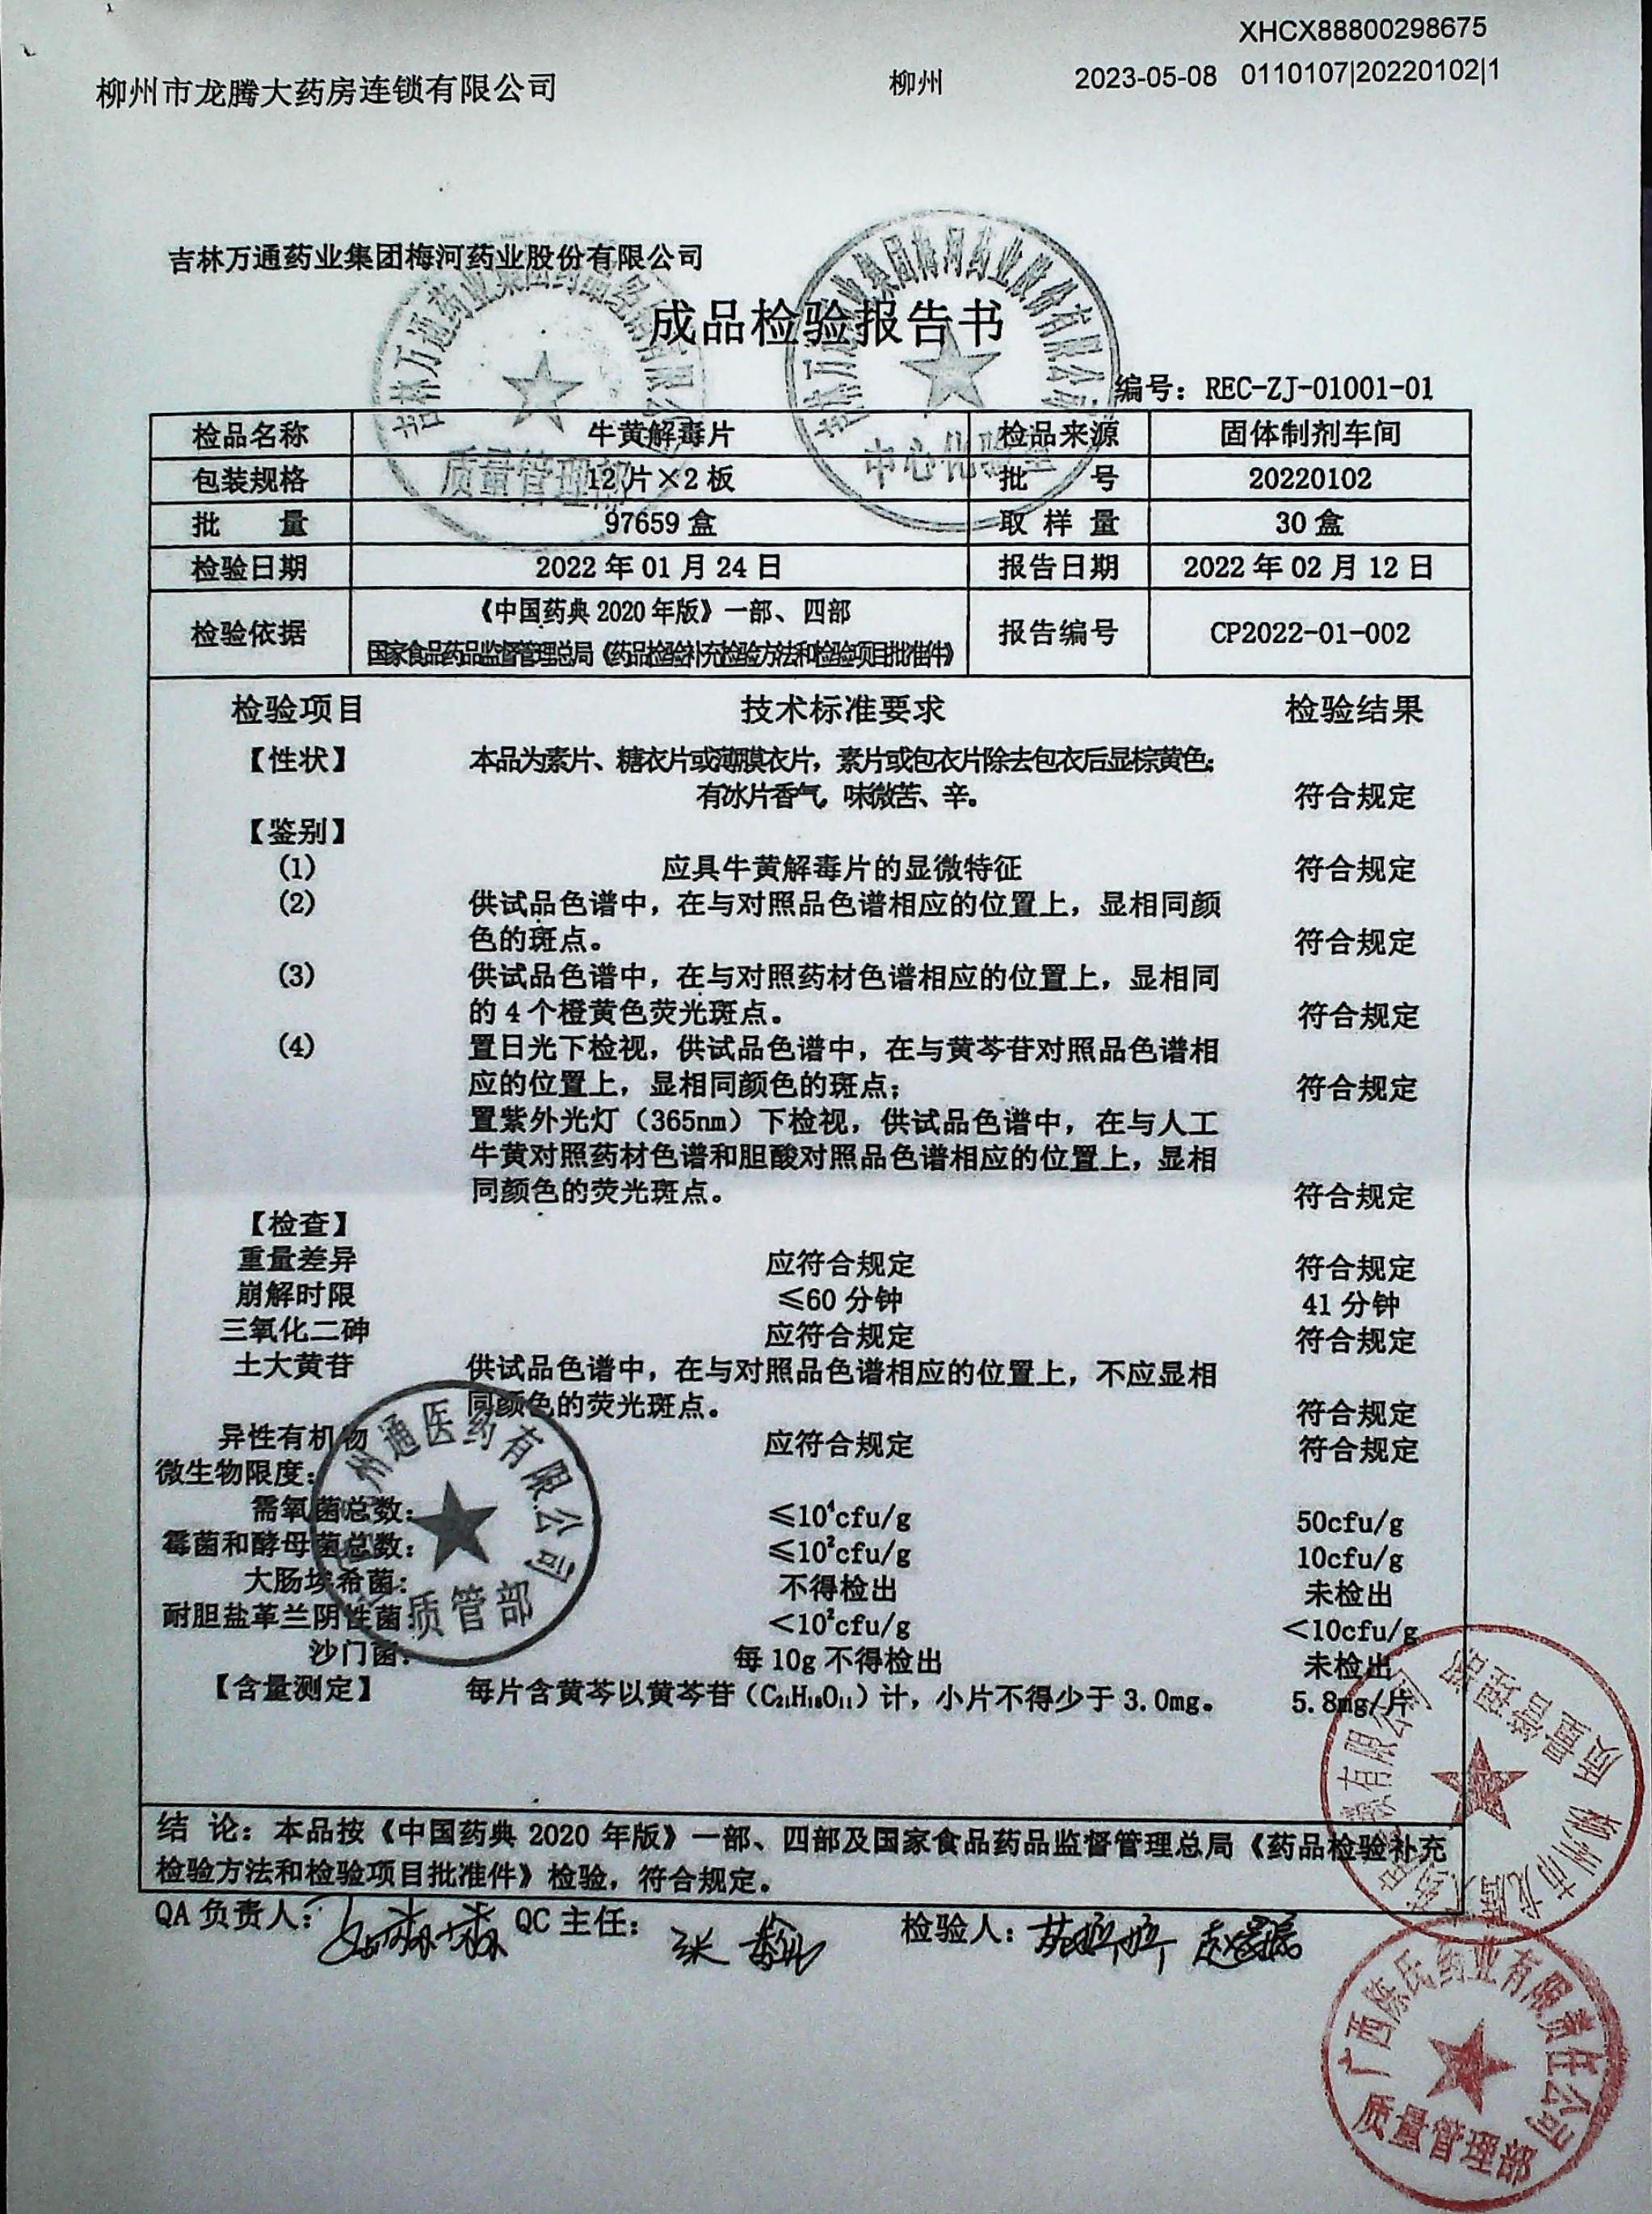 XHCX88800298675
柳州市龙腾大药房连锁有限公司 柳州 2023-05-08 0110107|20220102|1
吉林万通药业集团梅河药业股份有限公司
成品检验报告书
编号：REC-ZJ-01001-01
检品名称 牛黄解毒片 检品来源 固体制剂车间
包装规格 12片×2板 批 号 20220102
批 量 97659盒 取样量 30盒
检验日期 2022年01月24日 报告日期 2022年02月12日
检验依据 《中国药典2020年版》一部、四部
国家食品药品监督管理总局《药品检验补充检验方法和检验项目批准件》 报告编号 CP2022-01-002
检验项目 技术标准要求 检验结果
【性状】 本品为素片、糖衣片或薄膜衣片，素片或包衣片除去包衣后显棕黄色；
有冰片香气，味微苦、辛。 符合规定
【鉴别】
(1) 应具牛黄解毒片的显微特征 符合规定
(2) 供试品色谱中，在与对照品色谱相应的位置上，显相同颜
色的斑点。 符合规定
(3) 供试品色谱中，在与对照药材色谱相应的位置上，显相同
的4个橙黄色荧光斑点。 符合规定
(4) 置日光下检视，供试品色谱中，在与黄芩苷对照品色谱相
应的位置上，显相同颜色的斑点； 符合规定
置紫外光灯（365nm）下检视，供试品色谱中，在与人工
牛黄对照药材色谱和胆酸对照品色谱相应的位置上，显相
同颜色的荧光斑点。 符合规定
【检查】
重量差异 应符合规定 符合规定
崩解时限 ≤60分钟 41分钟
三氧化二砷 应符合规定 符合规定
土大黄苷 供试品色谱中，在与对照品色谱相应的位置上，不应显相
同颜色的荧光斑点。 符合规定
异性有机物 应符合规定 符合规定
微生物限度：
需氧菌总数： ≤10⁴cfu/g 50cfu/g
霉菌和酵母菌总数： ≤10²cfu/g 10cfu/g
大肠埃希菌： 不得检出 未检出
耐胆盐革兰阴性菌： <10²cfu/g <10cfu/g
沙门菌： 每10g不得检出 未检出
【含量测定】 每片含黄芩以黄芩苷（C₂₁H₁₈O₁₁）计，小片不得少于3.0mg。 5.8mg/片
结 论：本品按《中国药典2020年版》一部、四部及国家食品药品监督管理总局《药品检验补充
检验方法和检验项目批准件》检验，符合规定。
QA负责人： QC主任： 检验人：
质量管理部
中心化验室
州通医药有限公司
质管部
质量管理部
广西陈氏药业有限责任公司
质量管理部